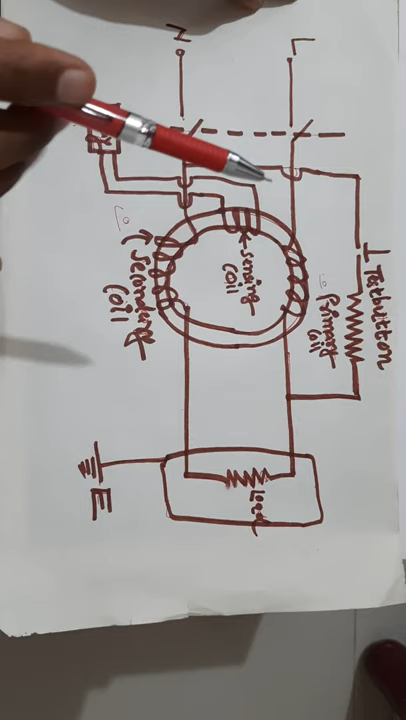 N
L
Sensing
Coil
Secondary
Coil
Primary
Coil
Testbutton
Load
E